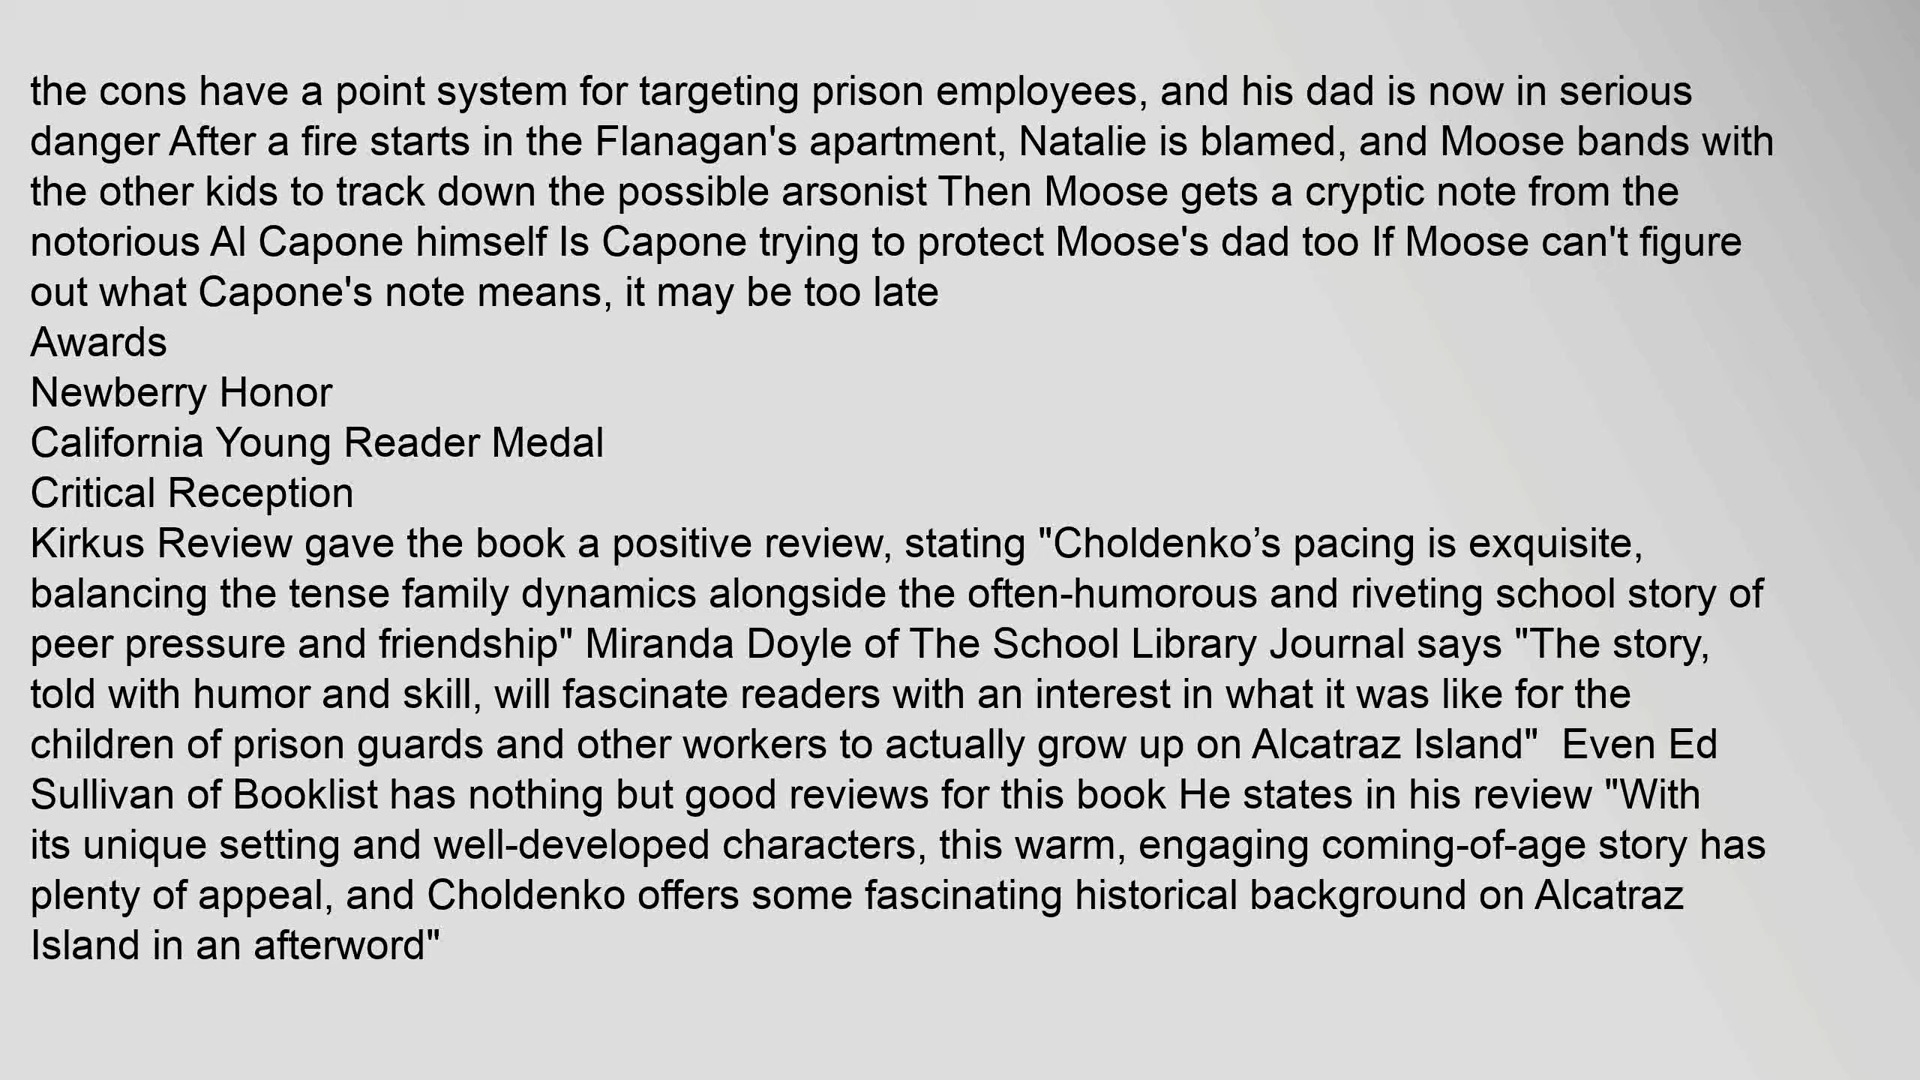 the cons have a point system for targeting prison employees, and his dad is now in serious
danger After a fire starts in the Flanagan's apartment, Natalie is blamed, and Moose bands with
the other kids to track down the possible arsonist Then Moose gets a cryptic note from the
notorious Al Capone himself Is Capone trying to protect Moose's dad too If Moose can't figure
out what Capone's note means, it may be too late
Awards
Newberry Honor
California Young Reader Medal
Critical Reception
Kirkus Review gave the book a positive review, stating "Choldenko’s pacing is exquisite,
balancing the tense family dynamics alongside the often-humorous and riveting school story of
peer pressure and friendship" Miranda Doyle of The School Library Journal says "The story,
told with humor and skill, will fascinate readers with an interest in what it was like for the
children of prison guards and other workers to actually grow up on Alcatraz Island"  Even Ed
Sullivan of Booklist has nothing but good reviews for this book He states in his review "With
its unique setting and well-developed characters, this warm, engaging coming-of-age story has
plenty of appeal, and Choldenko offers some fascinating historical background on Alcatraz
Island in an afterword"